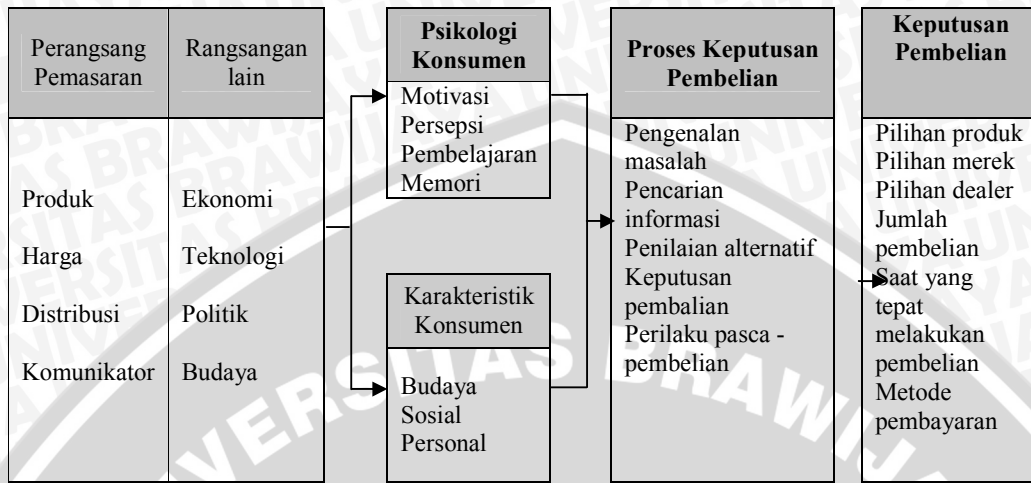 Perangsang
Pemasaran
Produk
Harga
Distribusi
Komunikator
Rangsangan
lain
Ekonomi
Teknologi
Politik
Budaya
Psikologi
Konsumen
Motivasi
Persepsi
Pembelajaran
Memori
Karakteristik
Konsumen
Budaya
Sosial
Personal
Proses Keputusan
Pembelian
Pengenalan
masalah
Pencarian
informasi
Penilaian alternatif
Keputusan
pembalian
Perilaku pasca -
pembelian
Keputusan
Pembelian
Pilihan produk
Pilihan merek
Pilihan dealer
Jumlah
pembelian
Saat yang
tepat
melakukan
pembelian
Metode
pembayaran